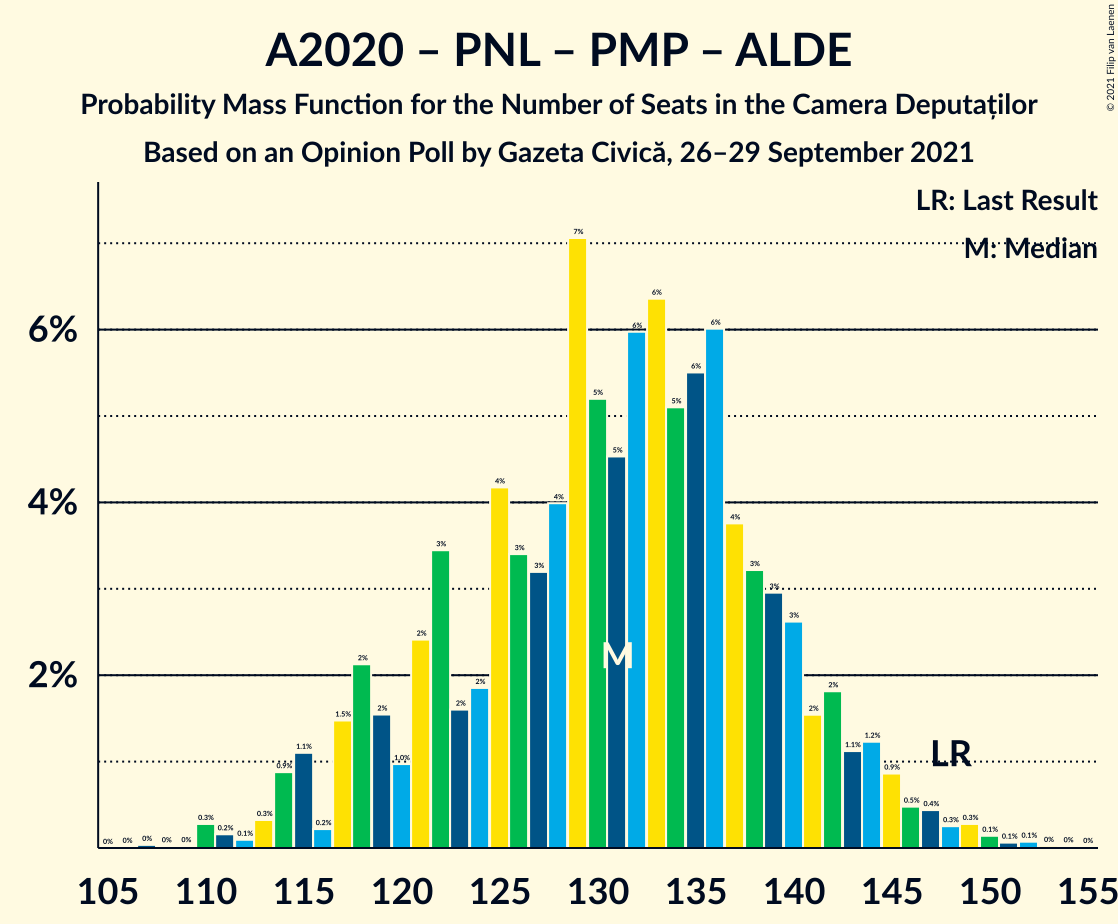 A2020 – PNL – PMP – ALDE
Probability Mass Function for the Number of Seats in the Camera Deputaților
Based on an Opinion Poll by Gazeta Civică, 26–29 September 2021
© 2021 Filip van Laenen
LR: Last Result
M: Median
6%
4%
2%
0% 0% 0% 0% 0% 0.3% 0.2% 0.1% 0.3% 0.9% 1.1% 0.2% 1.5% 2% 2% 1.0% 2% 3% 2% 2% 4% 3% 3% 4% 7% 5% 5% 6% 6% 5% 6% 6% 4% 3% 3% 3% 2% 2% 1.1% 1.2% 0.9% 0.5% 0.4% 0.3% 0.3% 0.1% 0.1% 0.1% 0% 0% 0%
M
LR
105 110 115 120 125 130 135 140 145 150 155